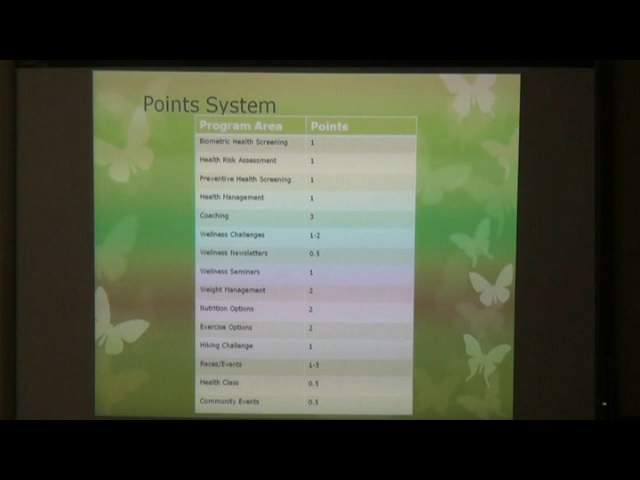 Points System
Program Area Points
Biometric Health Screening 1
Health Risk Assessment 1
Preventive Health Screening 1
Health Management 1
Coaching 3
Wellness Challenges 1-2
Wellness Newsletters 0.5
Wellness Seminars 1
Weight Management 2
Nutrition Options 2
Exercise Options 2
Hiking Challenge 1
Races/Events 1-5
Health Class 0.5
Community Events 0.5